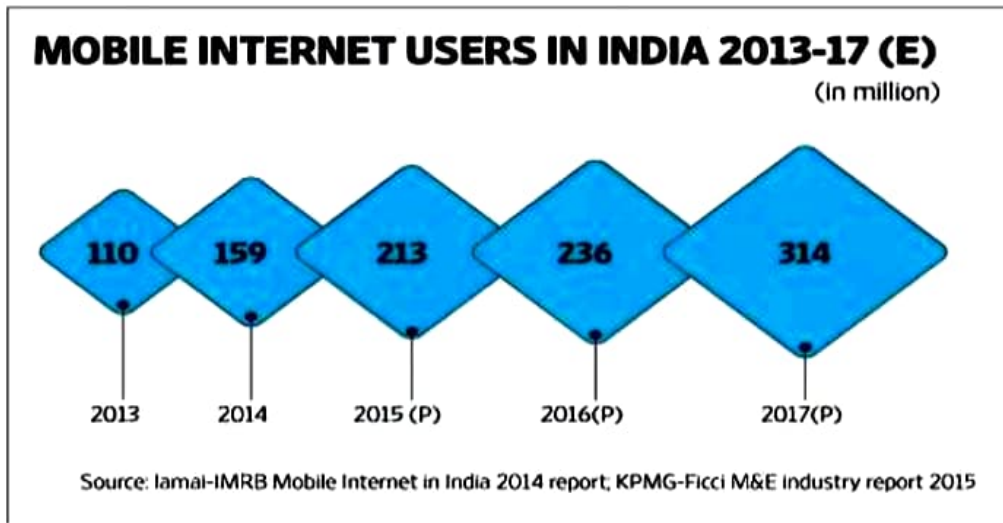 MOBILE INTERNET USERS IN INDIA 2013-17 (E)
(in million)
110 159 213 236 314
2013 2014 2015 (P) 2016(P) 2017(P)
Source: Iamai-IMRB Mobile Internet in India 2014 report; KPMG-Ficci M&E industry report 2015